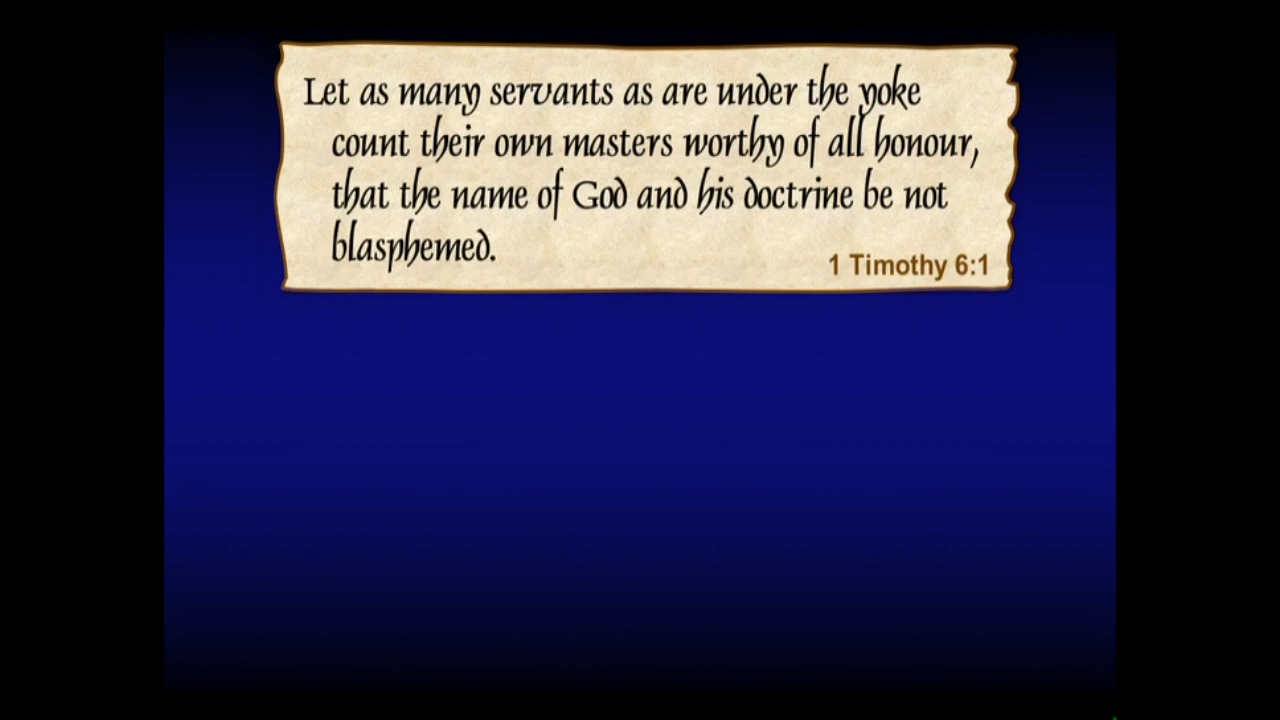 Let as many servants as are under the yoke
count their own masters worthy of all honour,
that the name of God and his doctrine be not
blasphemed.
1 Timothy 6:1